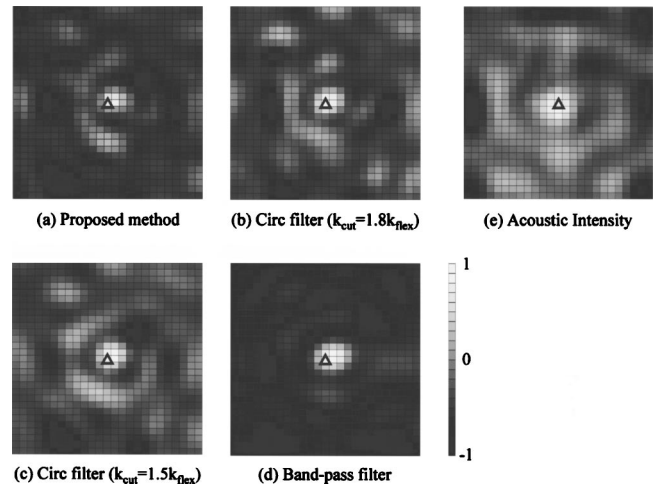 (a) Proposed method
(b) Circ filter (kcut=1.8kflex)
(e) Acoustic Intensity
1
0
-1
(c) Circ filter (kcut=1.5kflex)
(d) Band-pass filter